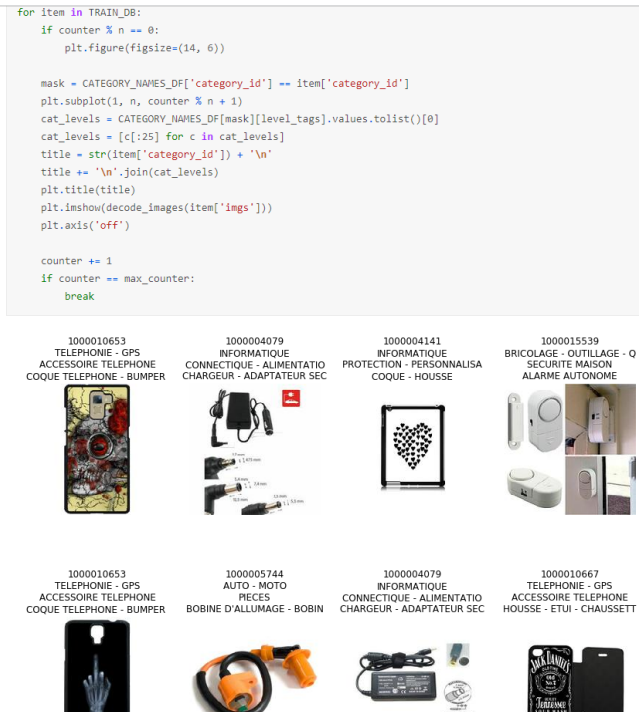 for item in TRAIN_DB:
    if counter % n == 0:
        plt.figure(figsize=(14, 6))

    mask = CATEGORY_NAMES_DF['category_id'] == item['category_id']
    plt.subplot(1, n, counter % n + 1)
    cat_levels = CATEGORY_NAMES_DF[mask][level_tags].values.tolist()[0]
    cat_levels = [c[:25] for c in cat_levels]
    title = str(item['category_id']) + '\n'
    title += '\n'.join(cat_levels)
    plt.title(title)
    plt.imshow(decode_images(item['imgs']))
    plt.axis('off')

    counter += 1
    if counter == max_counter:
        break
1000010653
TELEPHONIE - GPS
ACCESSOIRE TELEPHONE
COQUE TELEPHONE - BUMPER
1000004079
INFORMATIQUE
CONNECTIQUE - ALIMENTATIO
CHARGEUR - ADAPTATEUR SEC
1000004141
INFORMATIQUE
PROTECTION - PERSONNALISA
COQUE - HOUSSE
1000015539
BRICOLAGE - OUTILLAGE - Q
SECURITE MAISON
ALARME AUTONOME
1000010653
TELEPHONIE - GPS
ACCESSOIRE TELEPHONE
COQUE TELEPHONE - BUMPER
1000005744
AUTO - MOTO
PIECES
BOBINE D'ALLUMAGE - BOBIN
1000004079
INFORMATIQUE
CONNECTIQUE - ALIMENTATIO
CHARGEUR - ADAPTATEUR SEC
1000010667
TELEPHONIE - GPS
ACCESSOIRE TELEPHONE
HOUSSE - ETUI - CHAUSSETT
JACK DANIEL'S
Old
No.7
Tennessee